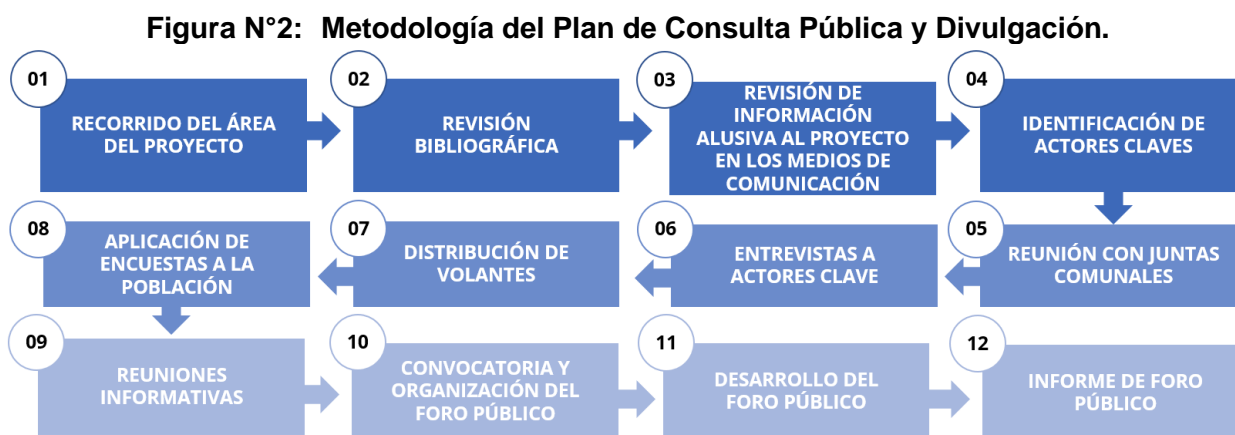 Figura N°2: Metodología del Plan de Consulta Pública y Divulgación.
01
RECORRIDO DEL ÁREA
DEL PROYECTO
02
REVISIÓN
BIBLIOGRÁFICA
03
REVISIÓN DE
INFORMACIÓN
ALUSIVA AL PROYECTO
EN LOS MEDIOS DE
COMUNICACIÓN
04
IDENTIFICACIÓN DE
ACTORES CLAVES
05
REUNIÓN CON JUNTAS
COMUNALES
06
ENTREVISTAS A
ACTORES CLAVE
07
DISTRIBUCIÓN DE
VOLANTES
08
APLICACIÓN DE
ENCUESTAS A LA
POBLACIÓN
09
REUNIONES
INFORMATIVAS
10
CONVOCATORIA Y
ORGANIZACIÓN DEL
FORO PÚBLICO
11
DESARROLLO DEL
FORO PÚBLICO
12
INFORME DE FORO
PÚBLICO